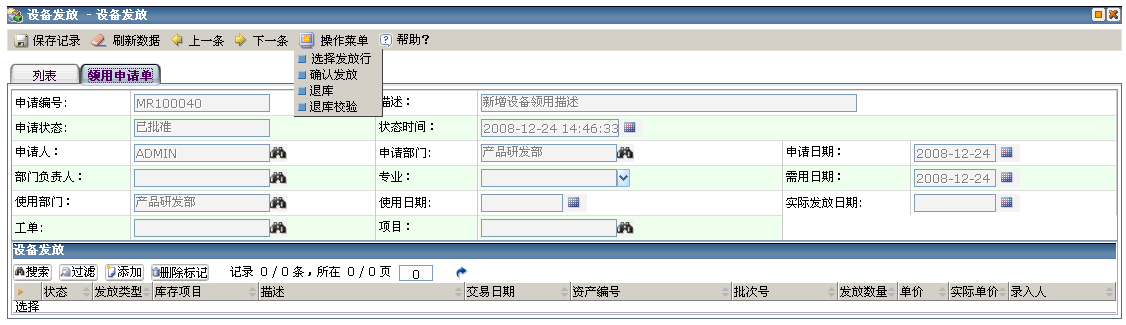 设备发放 - 设备发放
保存记录 刷新数据 上一条 下一条 操作菜单 帮助?
选择发放行
确认发放
退库
退库校验
列表 领用申请单
申请编号: MR100040 描述: 新增设备领用描述
申请状态: 已批准 状态时间: 2008-12-24 14:46:33
申请人: ADMIN 申请部门: 产品研发部 申请日期: 2008-12-24
部门负责人: 专业: 需用日期: 2008-12-24
使用部门: 产品研发部 使用日期: 实际发放日期:
工单: 项目:
设备发放
搜索 过滤 添加 删除标记 记录 0/0条,所在 0/0页 0
状态 发放类型 库存项目 描述 交易日期 资产编号 批次号 发放数量 单价 实际单价 录入人
选择